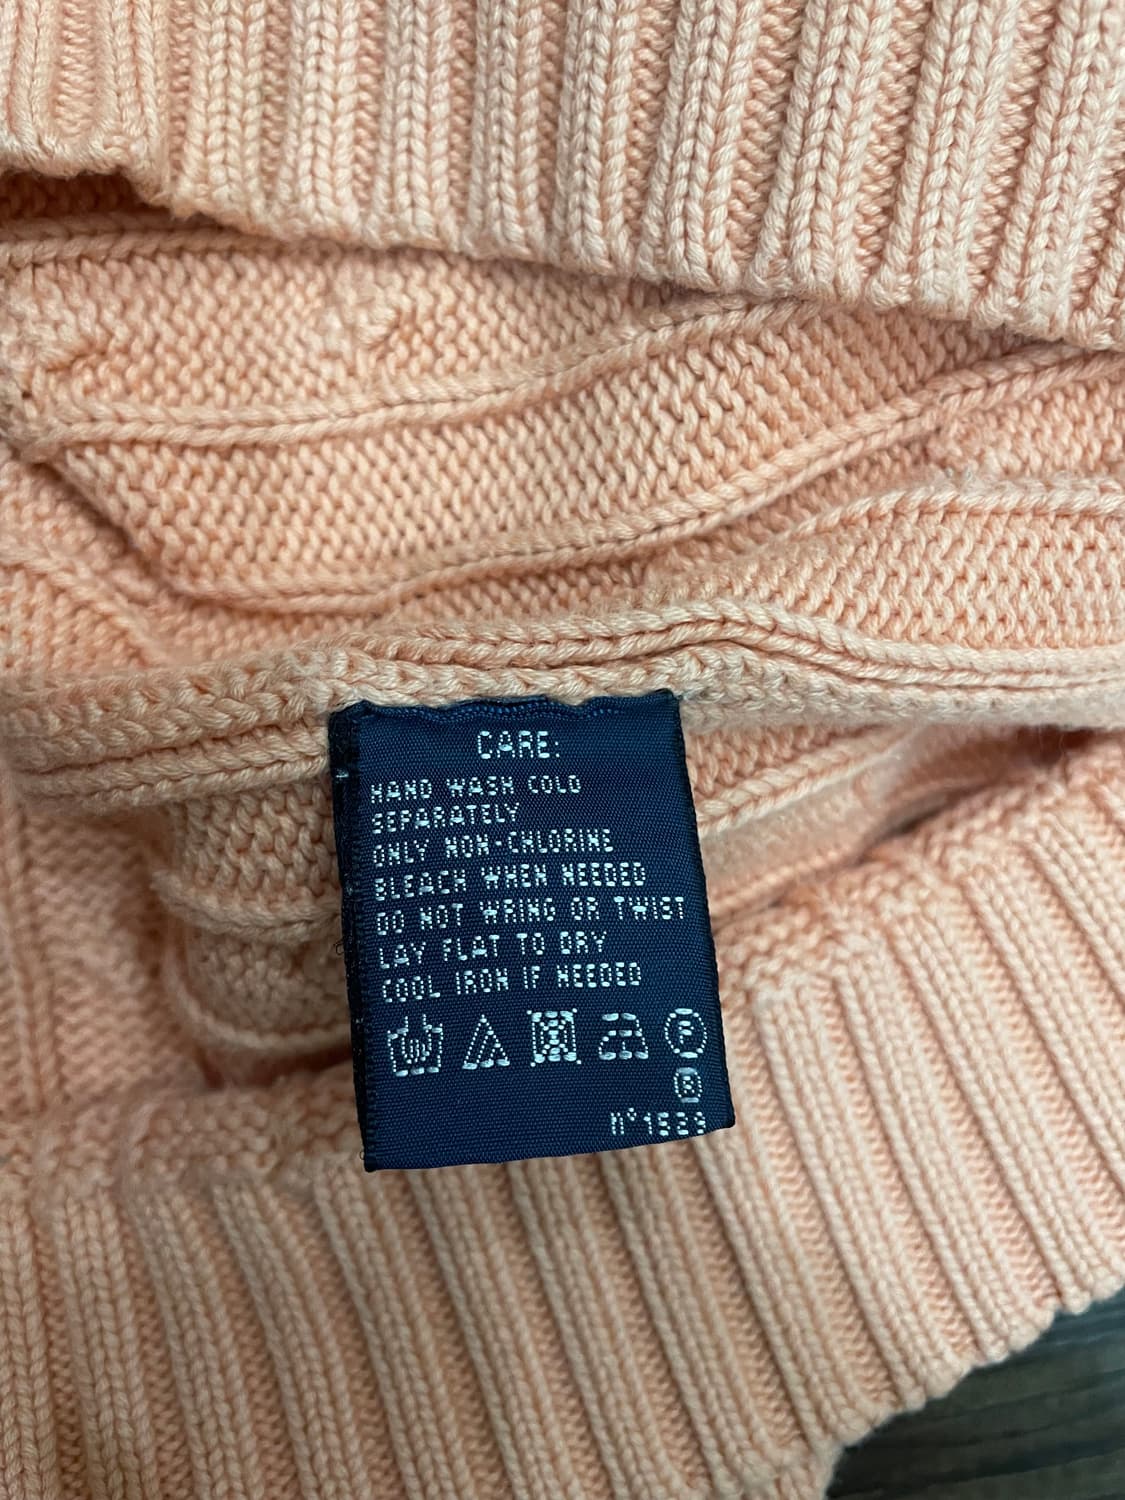 CARE:
HAND WASH COLD
SEPARATELY
ONLY NON-CHLORINE
BLEACH WHEN NEEDED
DO NOT WRING OR TWIST
LAY FLAT TO DRY
COOL IRON IF NEEDED
F
R
n°1529